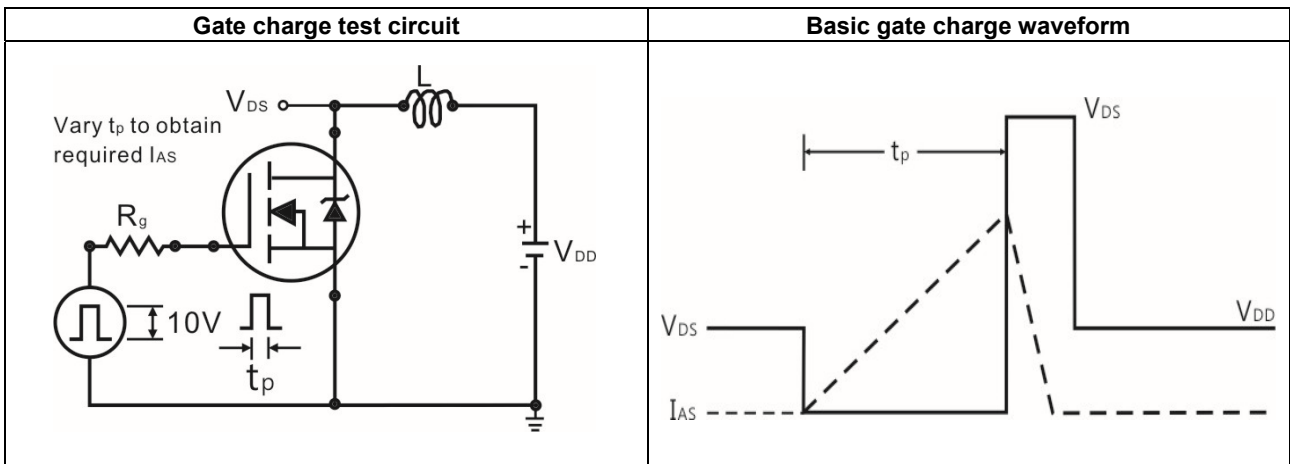 Gate charge test circuit
Basic gate charge waveform
Vary tp to obtain
required IAS
VDS
L
Rg
+
-
VDD
10V
tp
VDS
tp
VDS
VDD
IAS